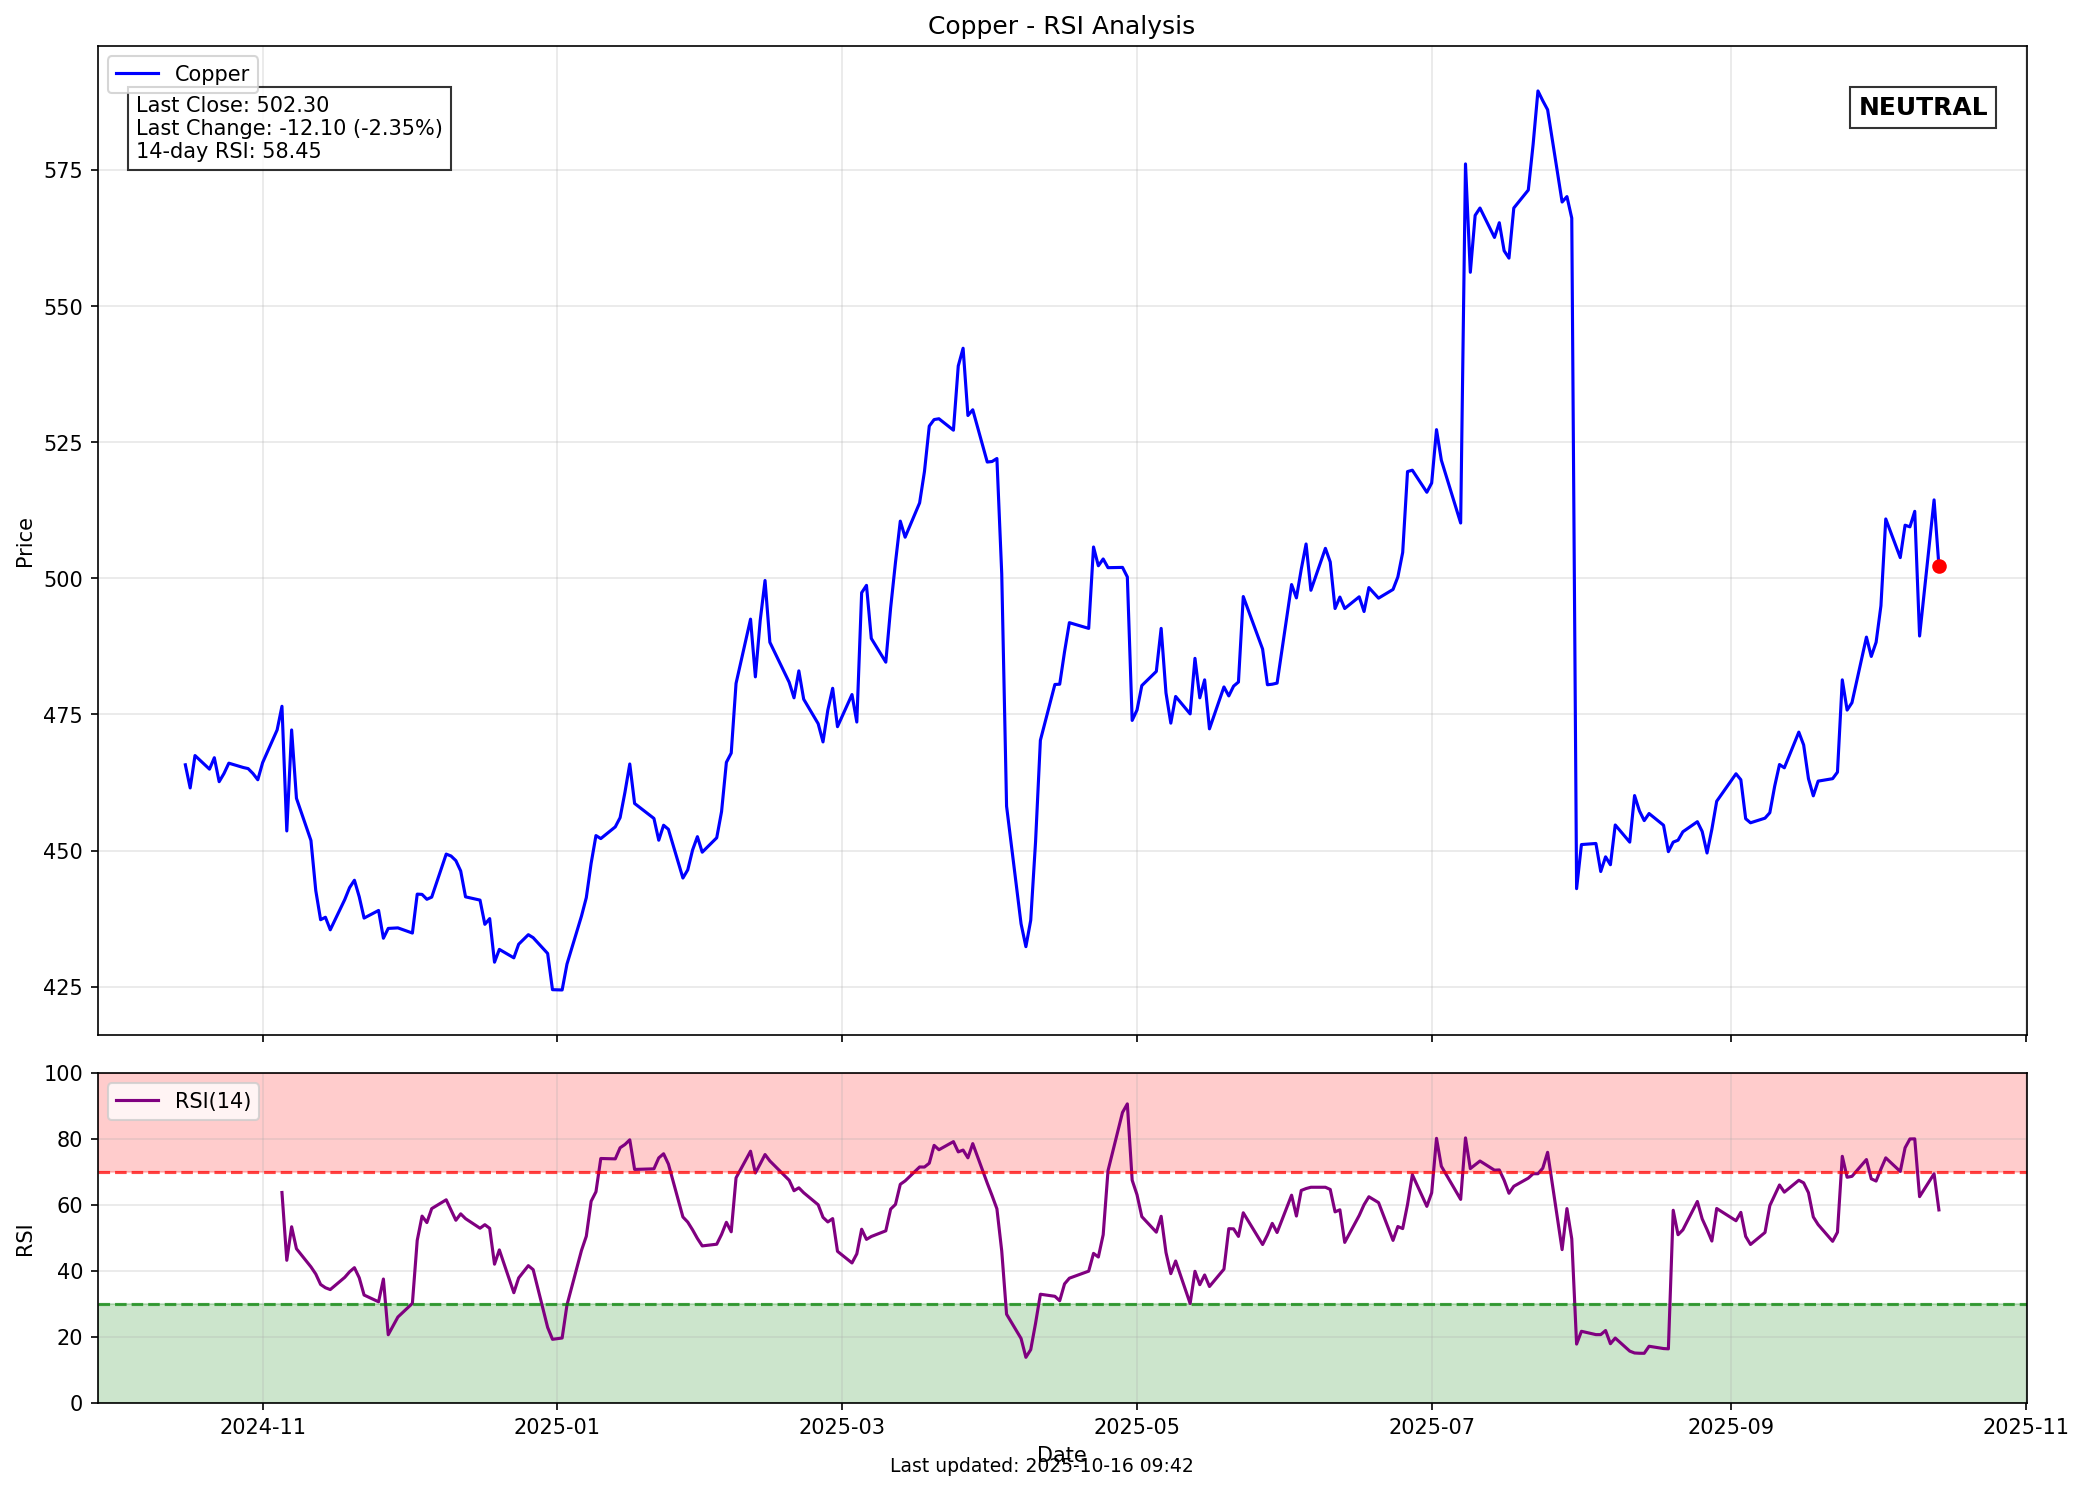 Copper - RSI Analysis
Copper
Last Close: 502.30
Last Change: -12.10 (-2.35%)
14-day RSI: 58.45
NEUTRAL
575
550
525
500
475
450
425
Price
100
80
60
40
20
0
RSI
RSI(14)
2024-11
2025-01
2025-03
2025-05
2025-07
2025-09
2025-11
Date
Last updated: 2025-10-16 09:42